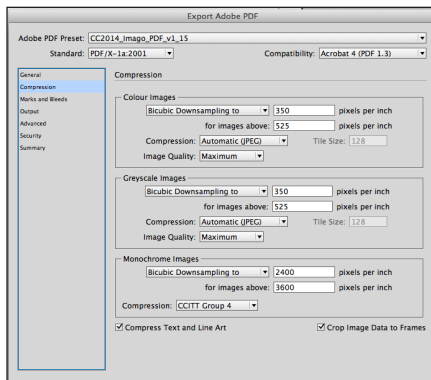 Export Adobe PDF
Adobe PDF Preset: CC2014_Imago_PDF_v1_15
Standard: PDF/X-1a:2001 Compatibility: Acrobat 4 (PDF 1.3)
General
Compression
Marks and Bleeds
Output
Advanced
Security
Summary
Compression
Colour Images
Bicubic Downsampling to 350 pixels per inch
for images above: 525 pixels per inch
Compression: Automatic (JPEG) Tile Size: 128
Image Quality: Maximum
Greyscale Images
Bicubic Downsampling to 350 pixels per inch
for images above: 525 pixels per inch
Compression: Automatic (JPEG) Tile Size: 128
Image Quality: Maximum
Monochrome Images
Bicubic Downsampling to 2400 pixels per inch
for images above: 3600 pixels per inch
Compression: CCITT Group 4
Compress Text and Line Art Crop Image Data to Frames